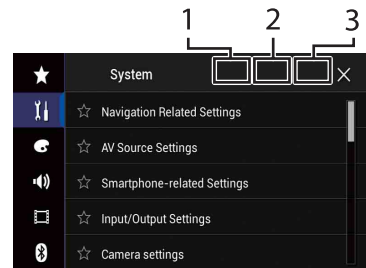 1 2 3
System
Navigation Related Settings
AV Source Settings
Smartphone-related Settings
Input/Output Settings
Camera settings